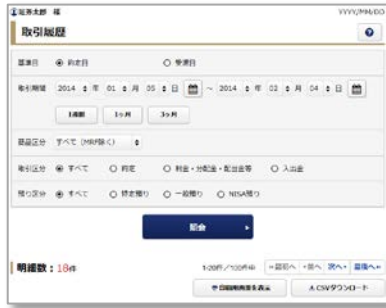 証券太郎 様
YYYY/MM/DD
取引履歴
基準日 約定日 受渡日
取引期間 2014 年 01 月 05 日 ~ 2014 年 02 月 04 日
1週間 1ヶ月 3ヶ月
商品区分 すべて (MRF除く)
取引区分 すべて 約定 利金・分配金・配当金等 入出金
預り区分 すべて 特定預り 一般預り NISA預り
照会
明細数:18件
1-20件/100件中 «最初へ ‹前へ 次へ› 最後へ»
印刷用画面を表示 CSVダウンロード